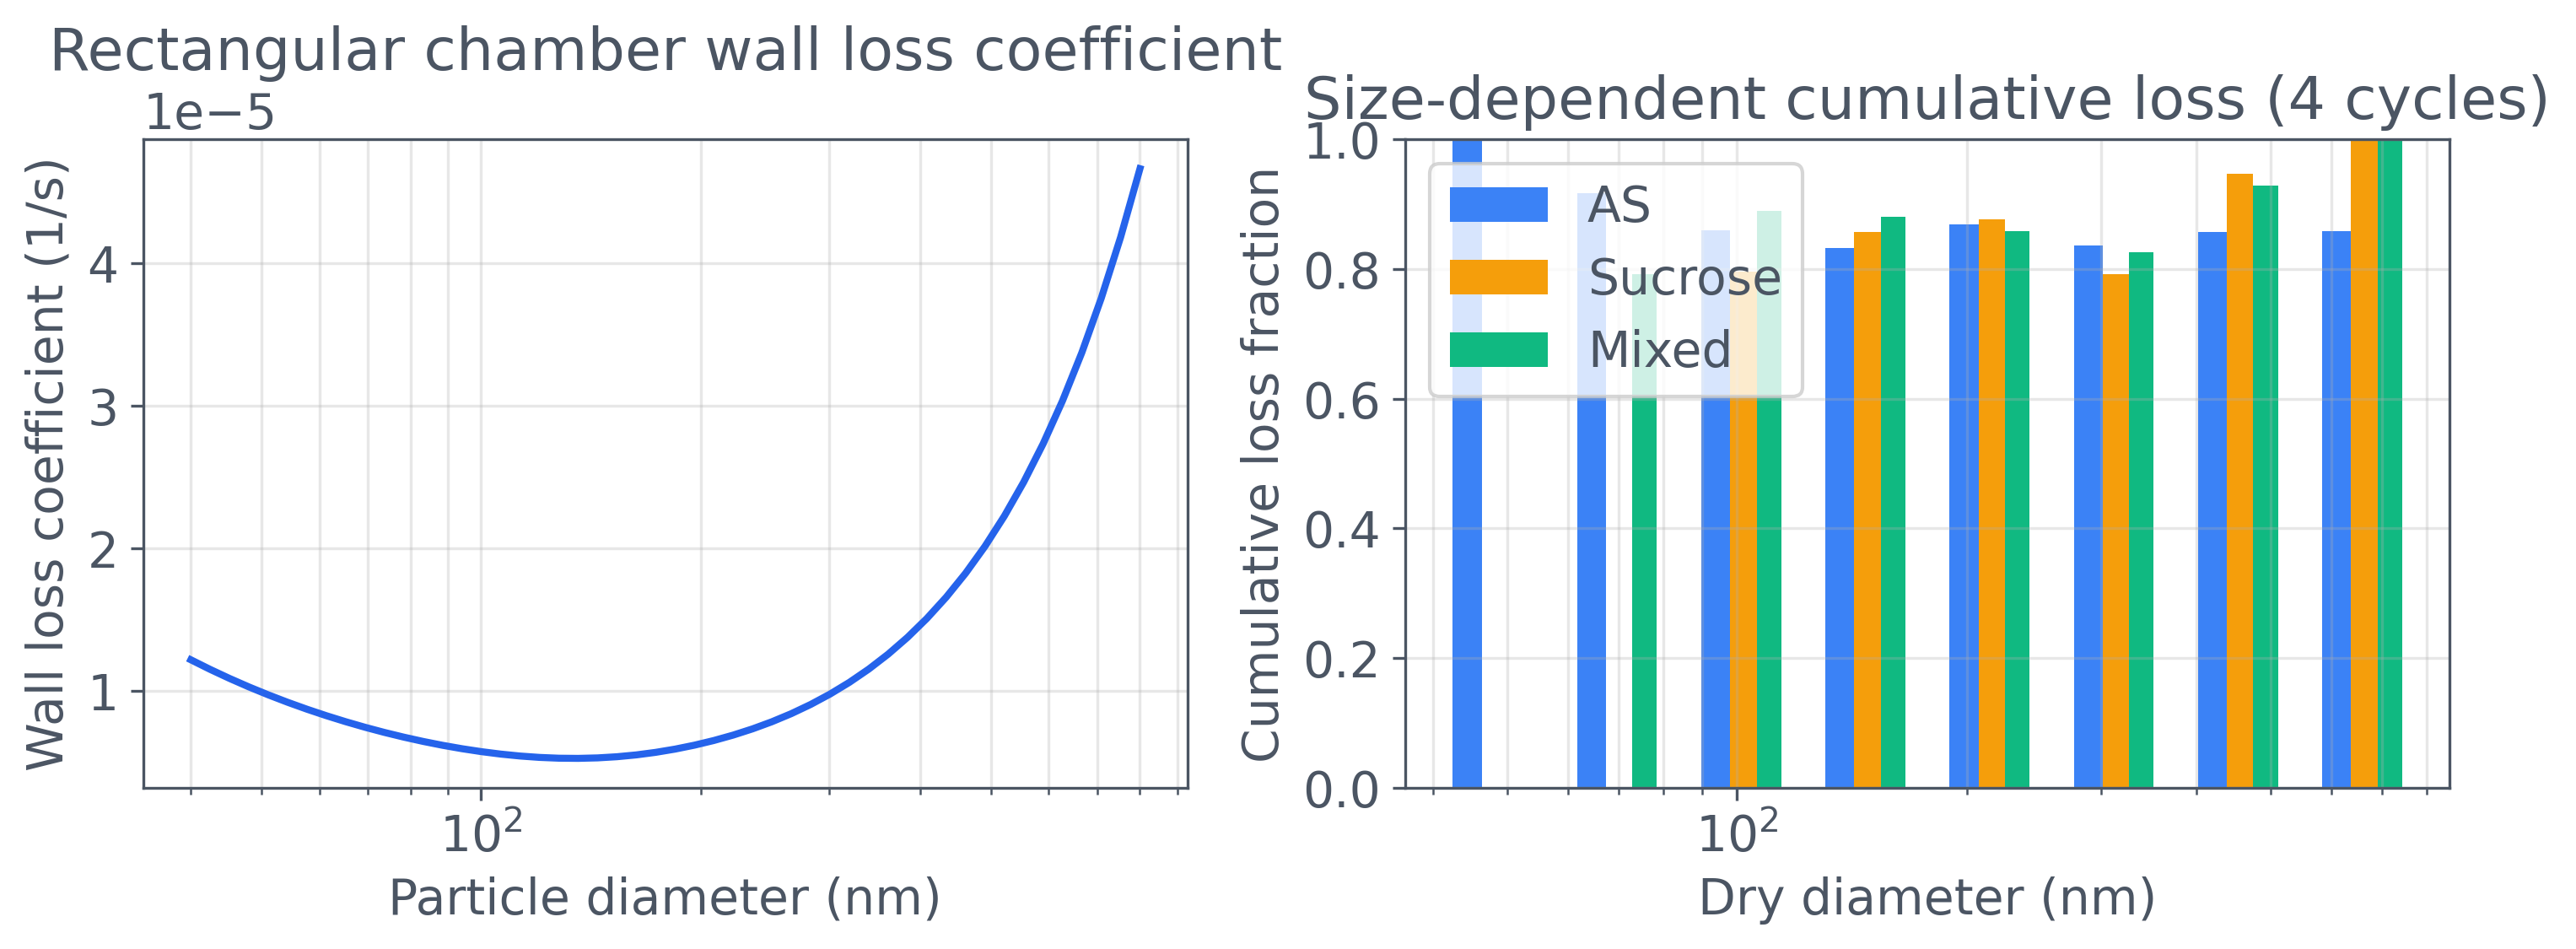 Rectangular chamber wall loss coefficient
1e−5
Wall loss coefficient (1/s)
4
3
2
1
10²
Particle diameter (nm)
Size-dependent cumulative loss (4 cycles)
Cumulative loss fraction
1.0
0.8
0.6
0.4
0.2
0.0
AS
Sucrose
Mixed
10²
Dry diameter (nm)